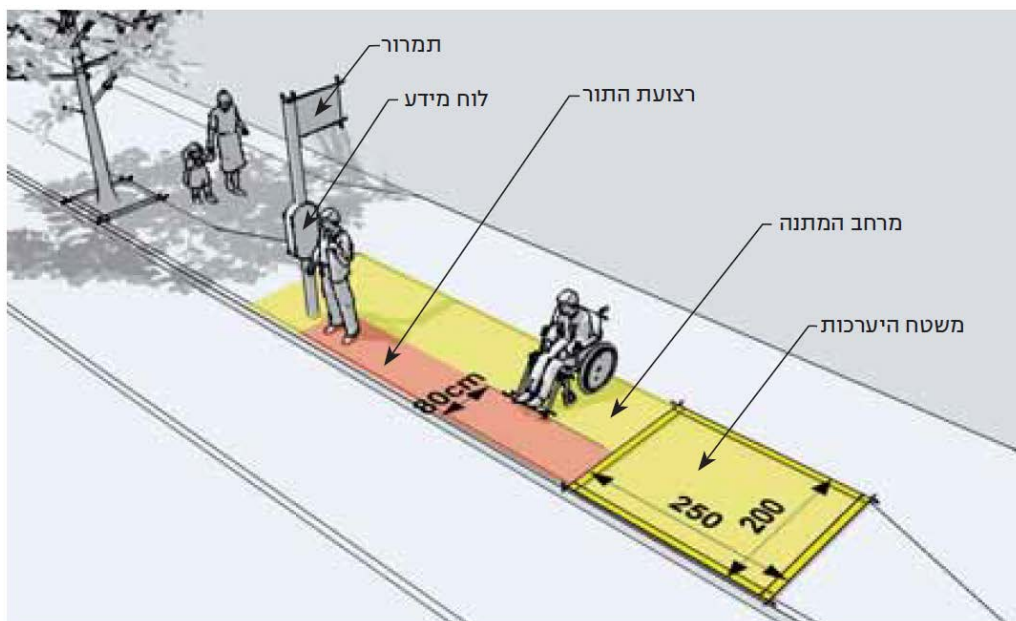 תמרור
לוח מידע
רצועת התור
מרחב המתנה
משטח היערכות
80cm
250
200